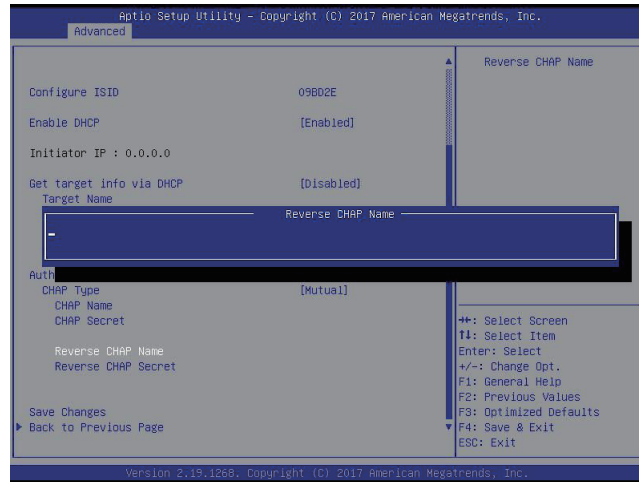 Aptio Setup Utility – Copyright (C) 2017 American Megatrends, Inc.
Advanced
Configure ISID 09BD2E
Enable DHCP [Enabled]
Initiator IP : 0.0.0.0
Get target info via DHCP [Disabled]
Target Name
Reverse CHAP Name
Auth
CHAP Type [Mutual]
CHAP Name
CHAP Secret
Reverse CHAP Name
Reverse CHAP Secret
Save Changes
Back to Previous Page
Reverse CHAP Name
→←: Select Screen
↑↓: Select Item
Enter: Select
+/-: Change Opt.
F1: General Help
F2: Previous Values
F3: Optimized Defaults
F4: Save & Exit
ESC: Exit
Version 2.19.1268. Copyright (C) 2017 American Megatrends, Inc.